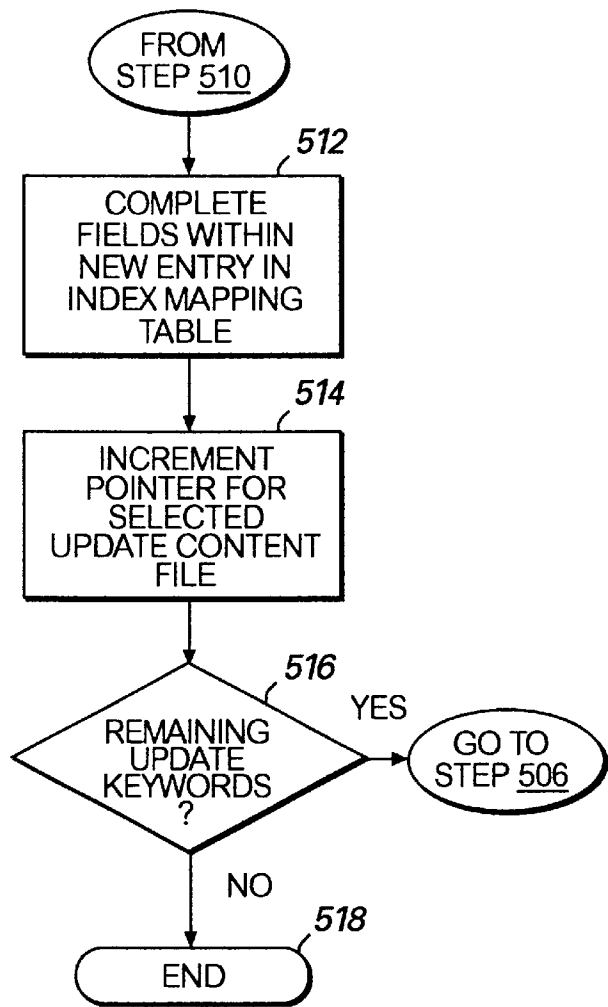 FROM
STEP 510
512
COMPLETE
FIELDS WITHIN
NEW ENTRY IN
INDEX MAPPING
TABLE
514
INCREMENT
POINTER FOR
SELECTED
UPDATE CONTENT
FILE
516
REMAINING
UPDATE
KEYWORDS
?
YES
GO TO
STEP 506
NO
518
END